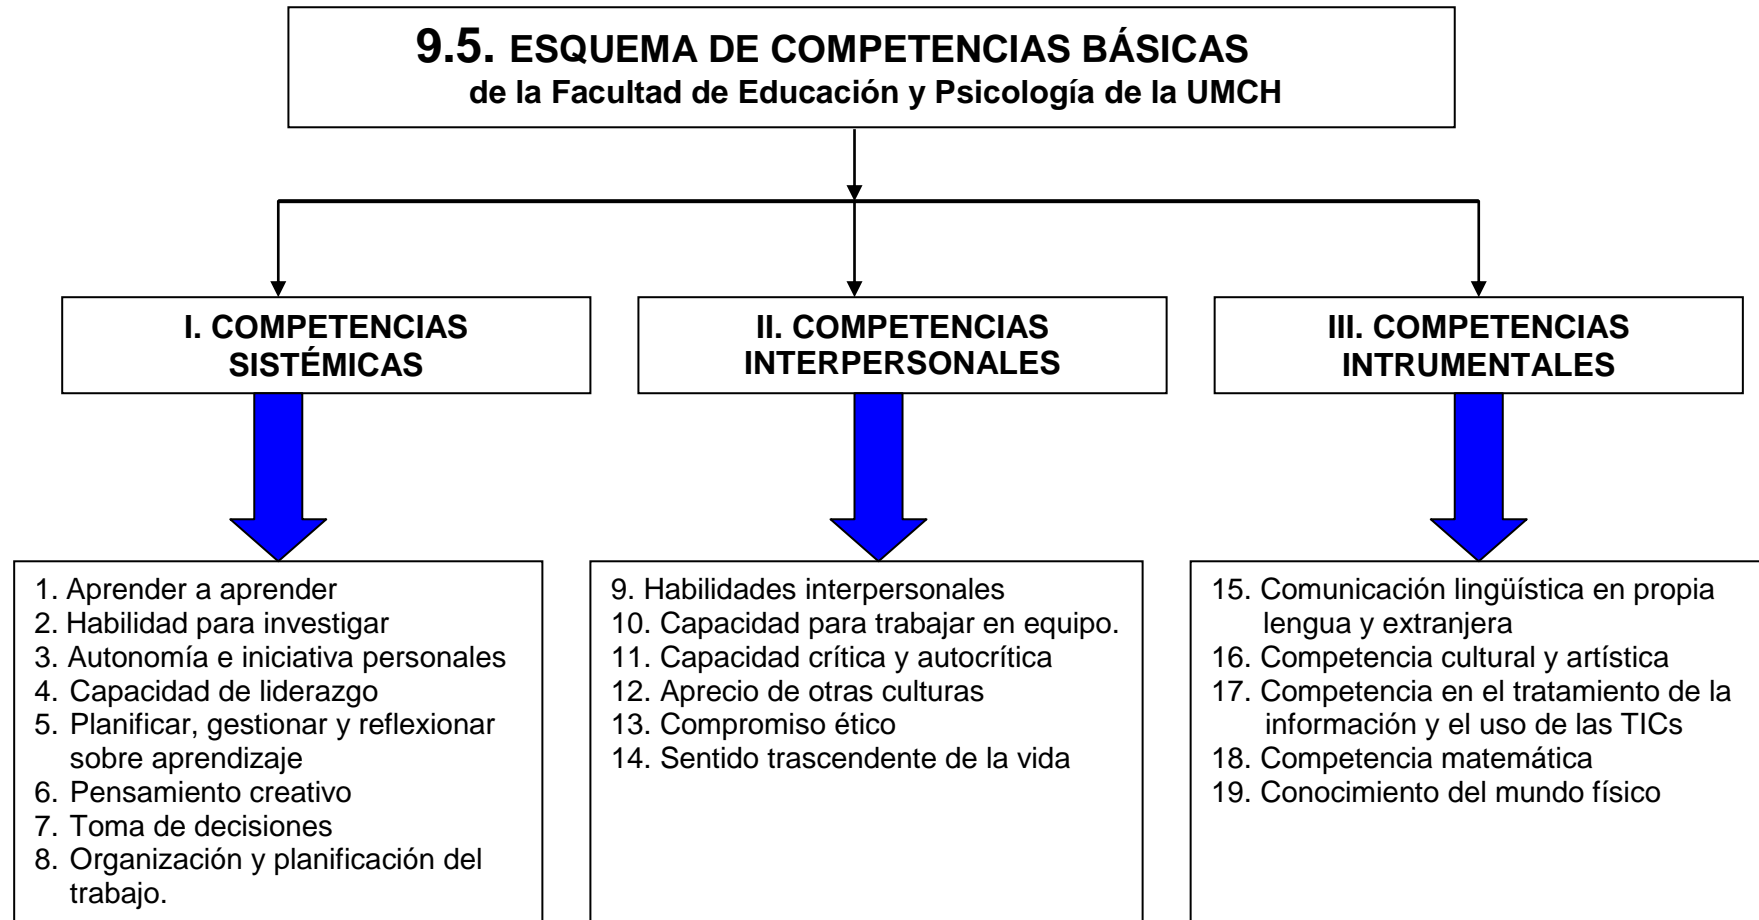 9.5. ESQUEMA DE COMPETENCIAS BÁSICAS
de la Facultad de Educación y Psicología de la UMCH
I. COMPETENCIAS
SISTÉMICAS
II. COMPETENCIAS
INTERPERSONALES
III. COMPETENCIAS
INTRUMENTALES
1. Aprender a aprender
2. Habilidad para investigar
3. Autonomía e iniciativa personales
4. Capacidad de liderazgo
5. Planificar, gestionar y reflexionar
sobre aprendizaje
6. Pensamiento creativo
7. Toma de decisiones
8. Organización y planificación del
trabajo.
9. Habilidades interpersonales
10. Capacidad para trabajar en equipo.
11. Capacidad crítica y autocrítica
12. Aprecio de otras culturas
13. Compromiso ético
14. Sentido trascendente de la vida
15. Comunicación lingüística en propia
lengua y extranjera
16. Competencia cultural y artística
17. Competencia en el tratamiento de la
información y el uso de las TICs
18. Competencia matemática
19. Conocimiento del mundo físico